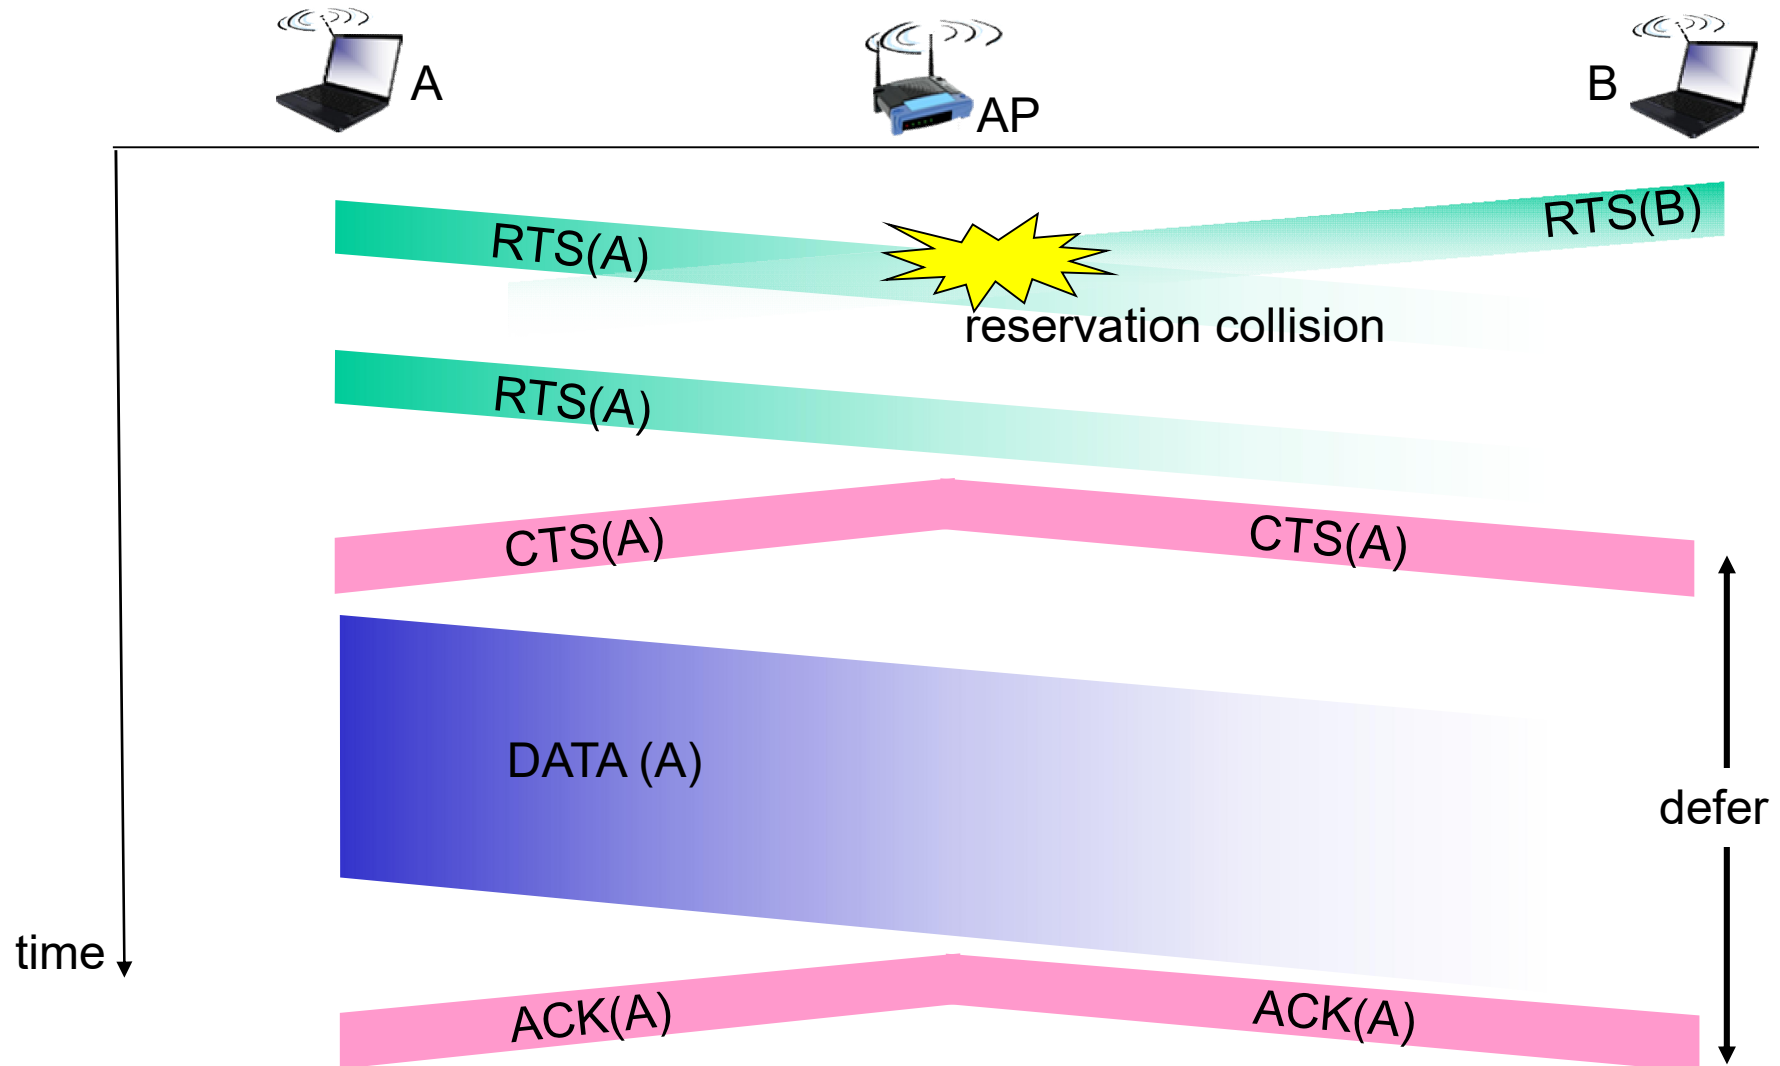 A
AP
B
RTS(A)
RTS(B)
reservation collision
RTS(A)
CTS(A)
CTS(A)
DATA (A)
defer
time
ACK(A)
ACK(A)